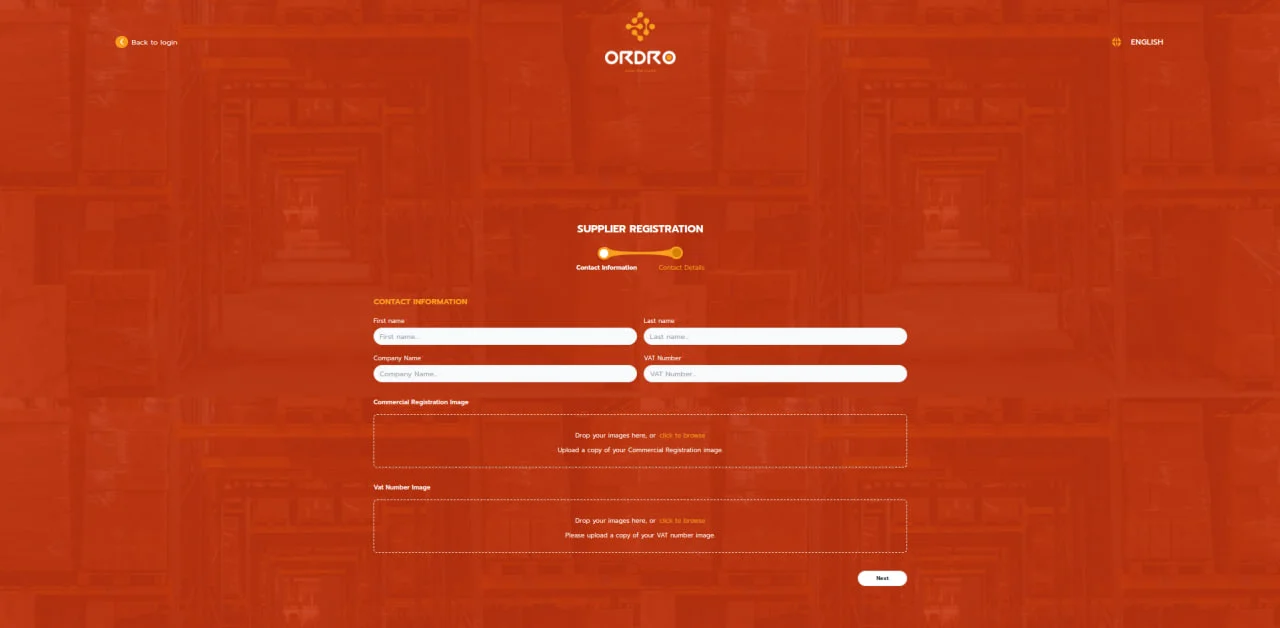 Back to login
ORDRO
ENGLISH
SUPPLIER REGISTRATION
Contact Information
Contact Details
CONTACT INFORMATION
First name
Last name
First name..
Last name..
Company Name
VAT Number
Company Name..
VAT Number..
Commercial Registration Image
Drop your images here, or click to browse
Upload a copy of your Commercial Registration image.
Vat Number Image
Drop your images here, or click to browse
Please upload a copy of your VAT number image.
Next